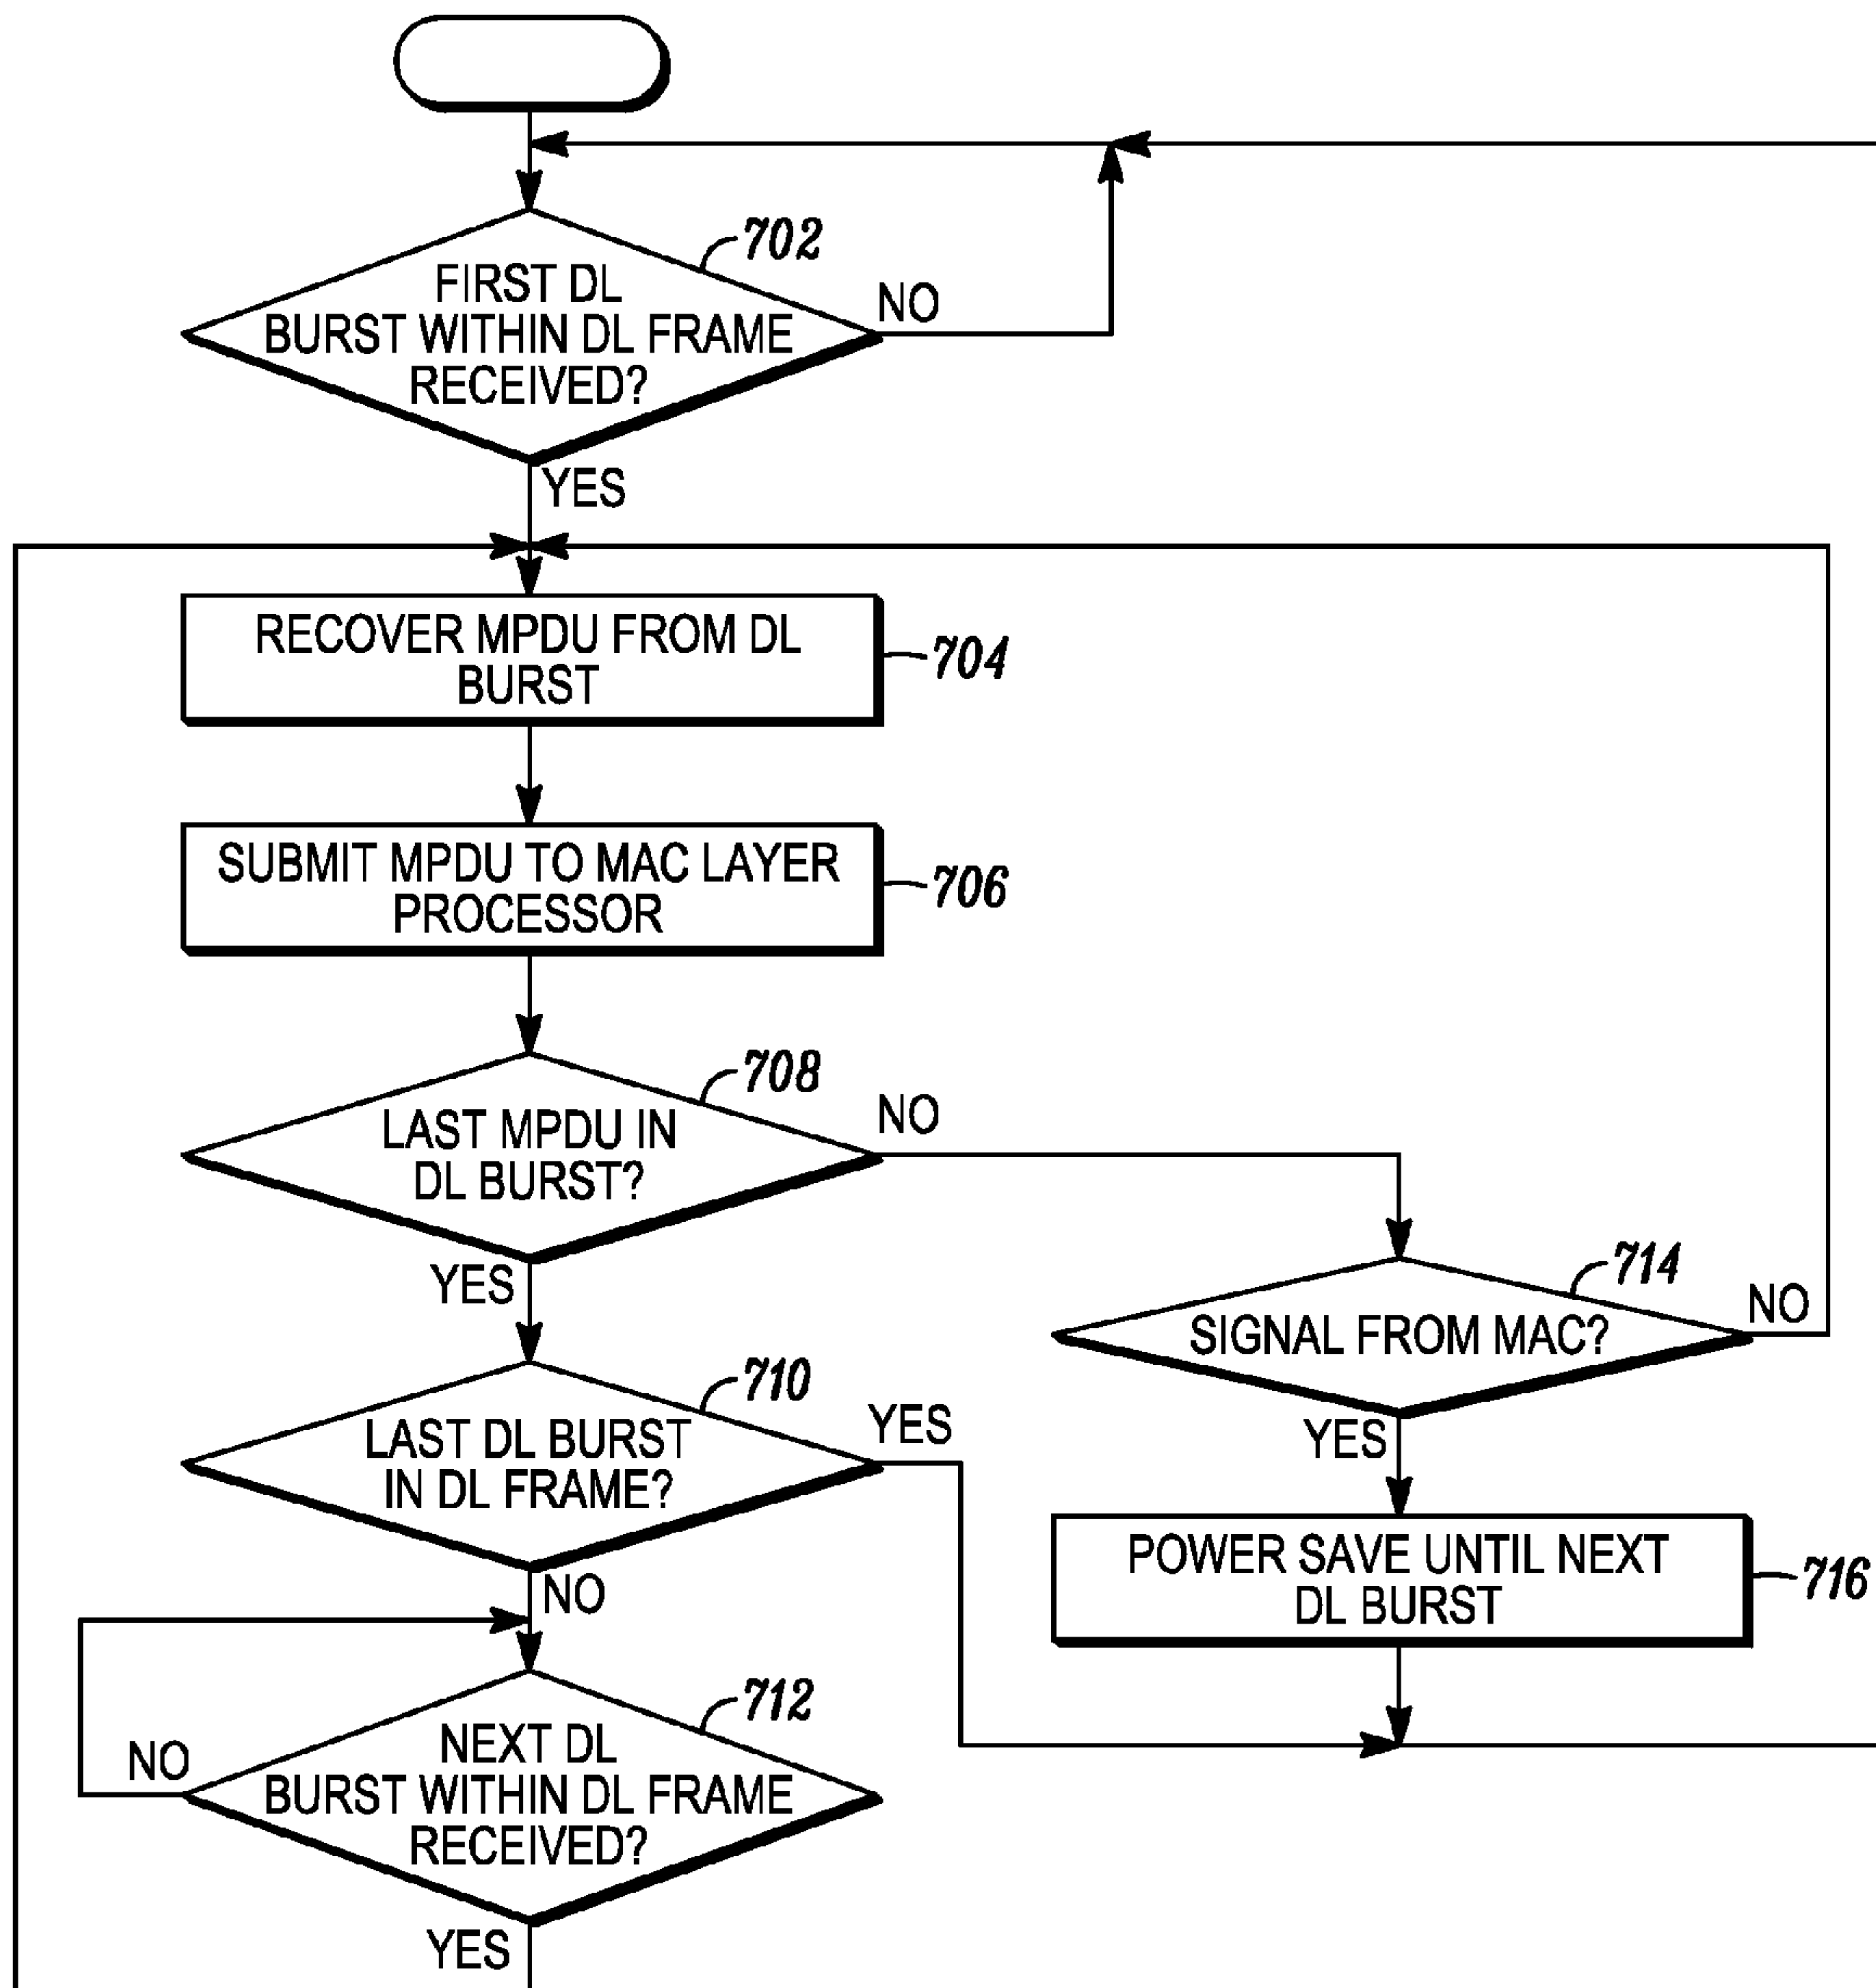 702
FIRST DL
BURST WITHIN DL FRAME
RECEIVED?
NO
YES
RECOVER MPDU FROM DL
BURST
704
SUBMIT MPDU TO MAC LAYER
PROCESSOR
706
708
LAST MPDU IN
DL BURST?
NO
YES
714
SIGNAL FROM MAC?
NO
YES
710
LAST DL BURST
IN DL FRAME?
YES
NO
POWER SAVE UNTIL NEXT
DL BURST
716
712
NEXT DL
BURST WITHIN DL FRAME
RECEIVED?
NO
YES